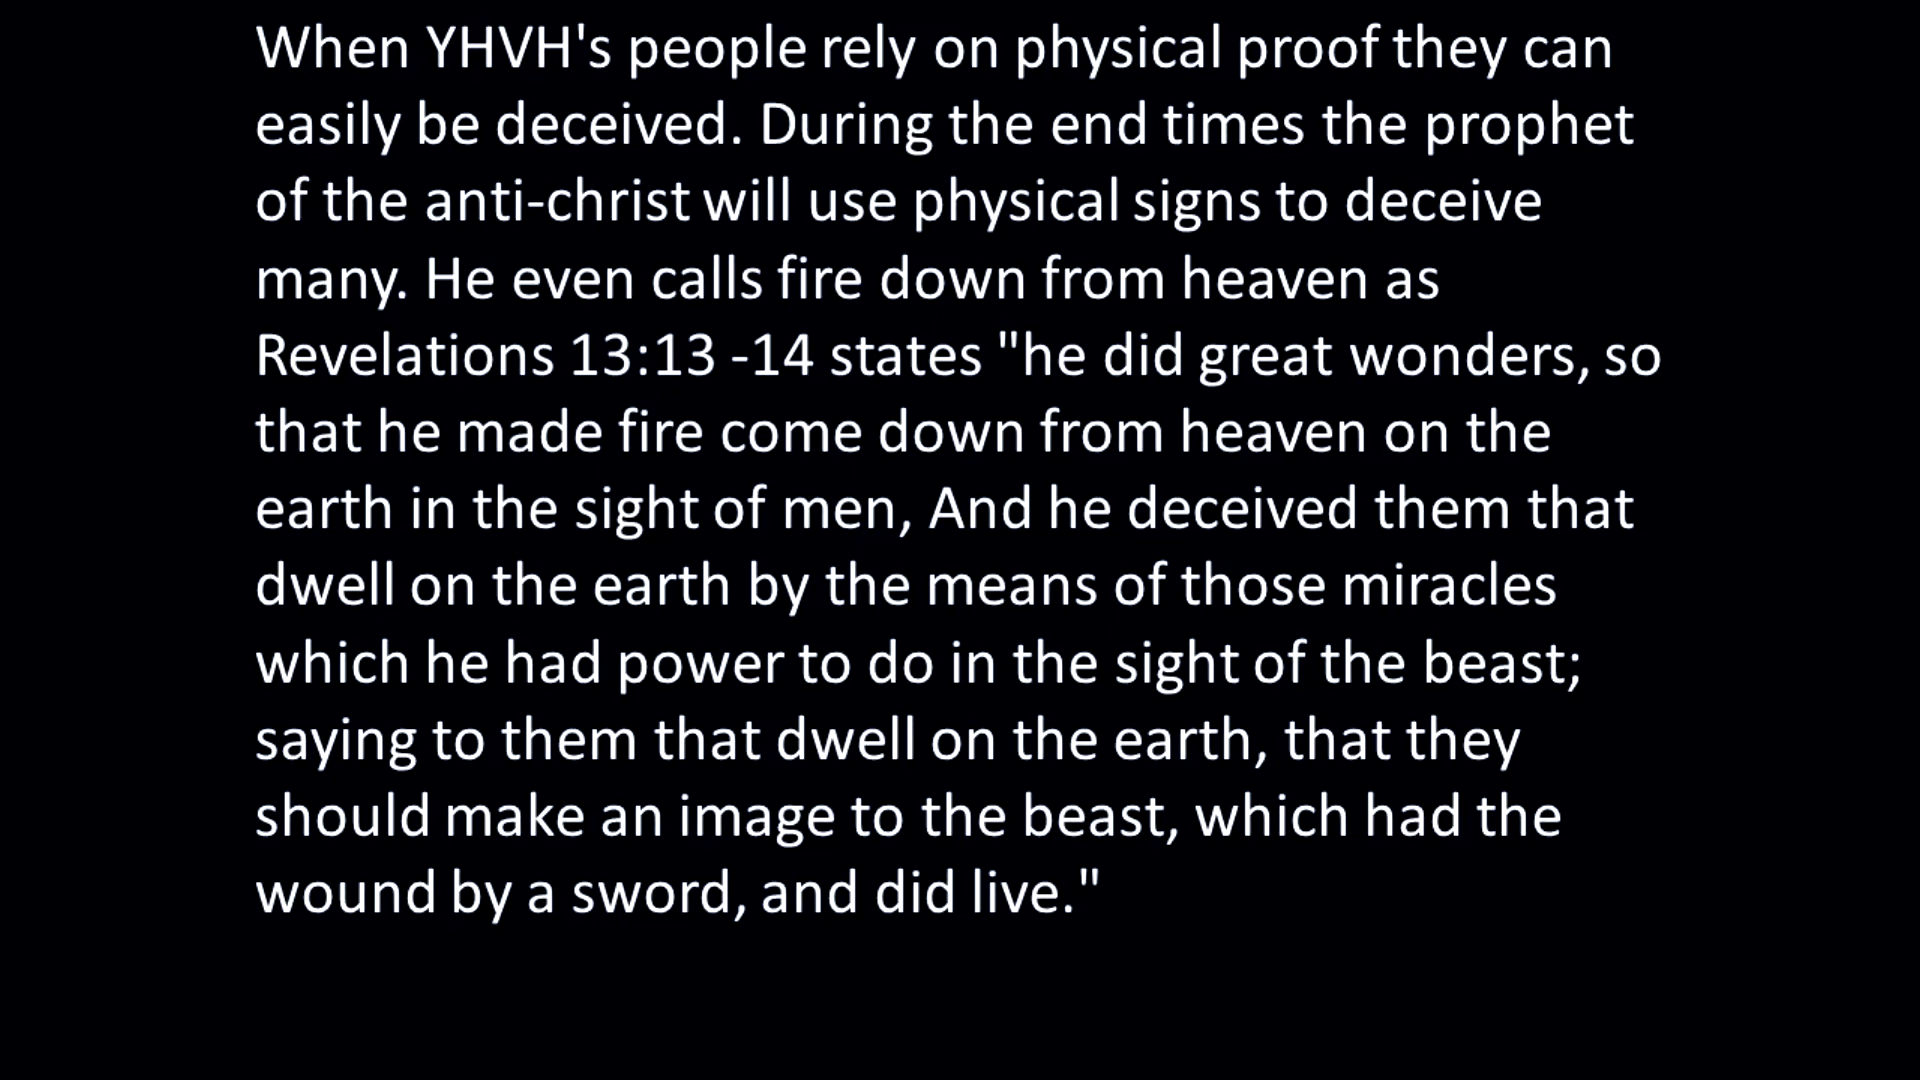 When YHVH's people rely on physical proof they can
easily be deceived. During the end times the prophet
of the anti-christ will use physical signs to deceive
many. He even calls fire down from heaven as
Revelations 13:13 -14 states "he did great wonders, so
that he made fire come down from heaven on the
earth in the sight of men, And he deceived them that
dwell on the earth by the means of those miracles
which he had power to do in the sight of the beast;
saying to them that dwell on the earth, that they
should make an image to the beast, which had the
wound by a sword, and did live."